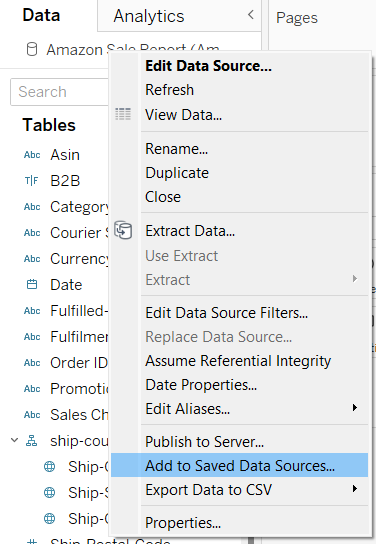 Data
Analytics
Pages
Amazon Sale Report (Am
Search
Tables
Abc Asin
T|F B2B
Abc Category
Abc Courier S
Abc Currency
Date
Abc Fulfilled-
Abc Fulfilmen
Abc Order ID
Abc Promotio
Abc Sales Ch
ship-cou
Ship-C
Ship-S
Ship-C
Edit Data Source...
Refresh
View Data...
Rename...
Duplicate
Close
Extract Data...
Use Extract
Extract
Edit Data Source Filters...
Replace Data Source...
Assume Referential Integrity
Date Properties...
Edit Aliases...
Publish to Server...
Add to Saved Data Sources...
Export Data to CSV
Properties...